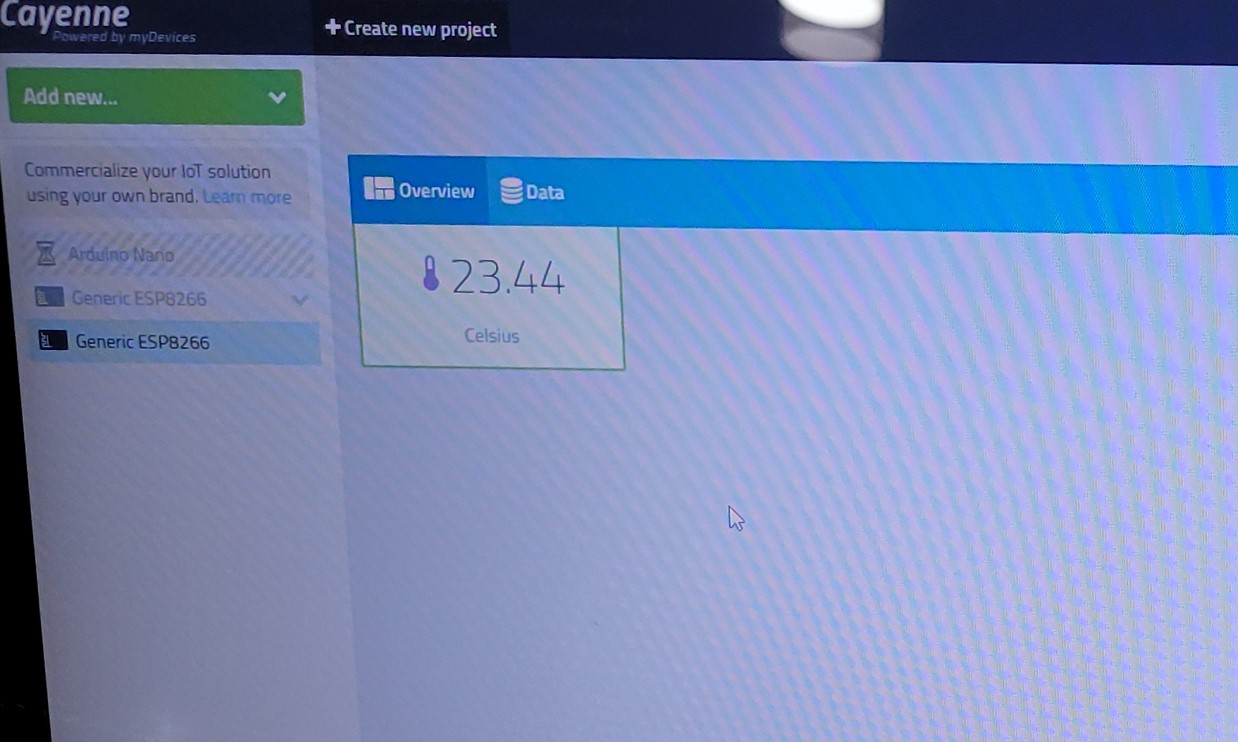 Cayenne
Powered by myDevices
+ Create new project
Add new...
Commercialize your IoT solution
using your own brand. Learn more
Arduino Nano
Generic ESP8266
Generic ESP8266
Overview
Data
23.44
Celsius